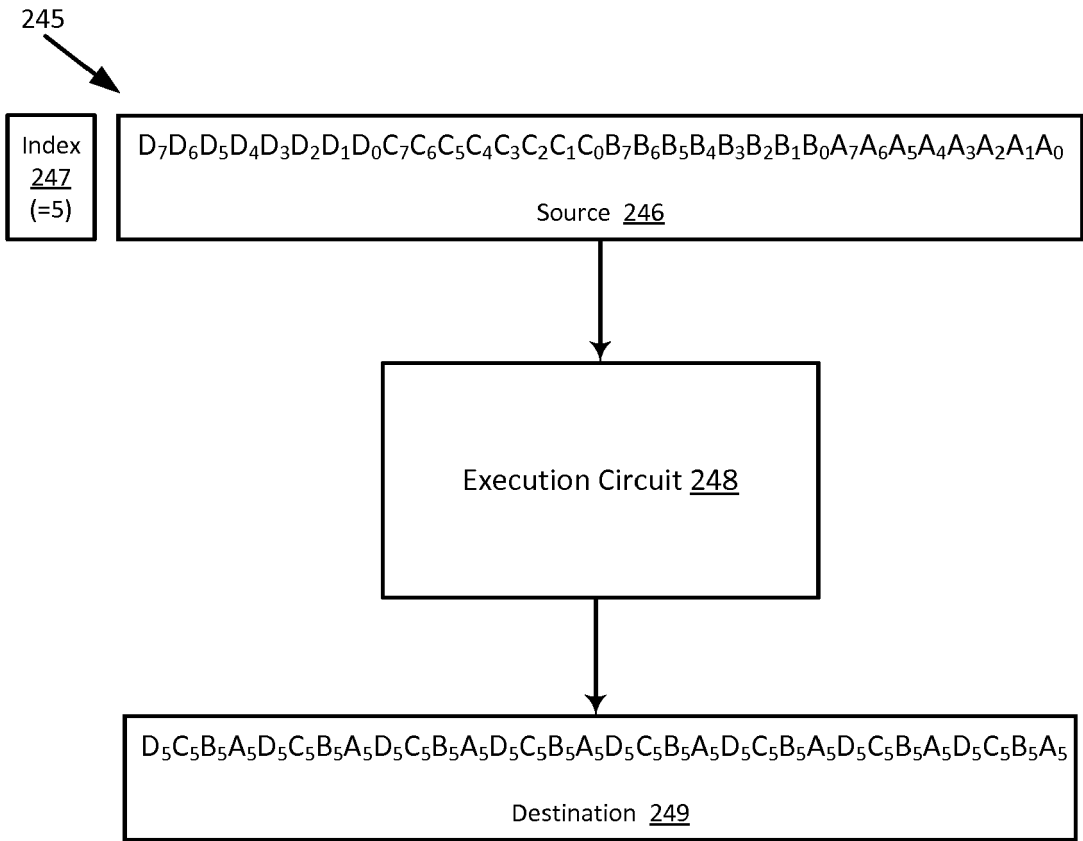 245
Index
247
(=5)
D₇D₆D₅D₄D₃D₂D₁D₀C₇C₆C₅C₄C₃C₂C₁C₀B₇B₆B₅B₄B₃B₂B₁B₀A₇A₆A₅A₄A₃A₂A₁A₀
Source 246
Execution Circuit 248
D₅C₅B₅A₅D₅C₅B₅A₅D₅C₅B₅A₅D₅C₅B₅A₅D₅C₅B₅A₅D₅C₅B₅A₅D₅C₅B₅A₅D₅C₅B₅A₅
Destination 249